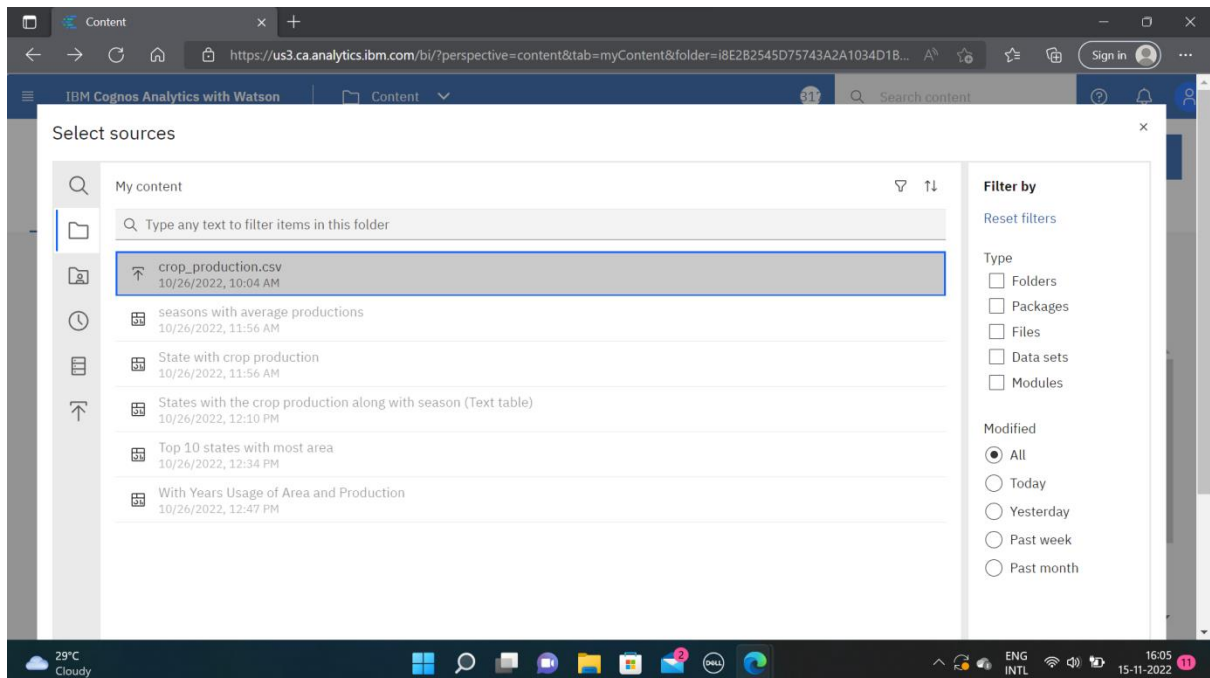 Content
https://us3.ca.analytics.ibm.com/bi/?perspective=content&tab=myContent&folder=i8E2B2545D75743A2A1034D1B...
Sign in
IBM Cognos Analytics with Watson
Content
Search content
Select sources
My content
Type any text to filter items in this folder
crop_production.csv
10/26/2022, 10:04 AM
seasons with average productions
10/26/2022, 11:56 AM
State with crop production
10/26/2022, 11:56 AM
States with the crop production along with season (Text table)
10/26/2022, 12:10 PM
Top 10 states with most area
10/26/2022, 12:34 PM
With Years Usage of Area and Production
10/26/2022, 12:47 PM
Filter by
Reset filters
Type
Folders
Packages
Files
Data sets
Modules
Modified
All
Today
Yesterday
Past week
Past month
29°C
Cloudy
2
DELL
ENG
INTL
16:05
15-11-2022
11